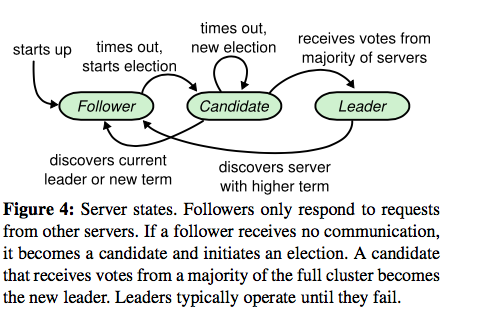 starts up
times out,
starts election
times out,
new election
receives votes from
majority of servers
Follower
Candidate
Leader
discovers current
leader or new term
discovers server
with higher term
Figure 4: Server states. Followers only respond to requests
from other servers. If a follower receives no communication,
it becomes a candidate and initiates an election. A candidate
that receives votes from a majority of the full cluster becomes
the new leader. Leaders typically operate until they fail.